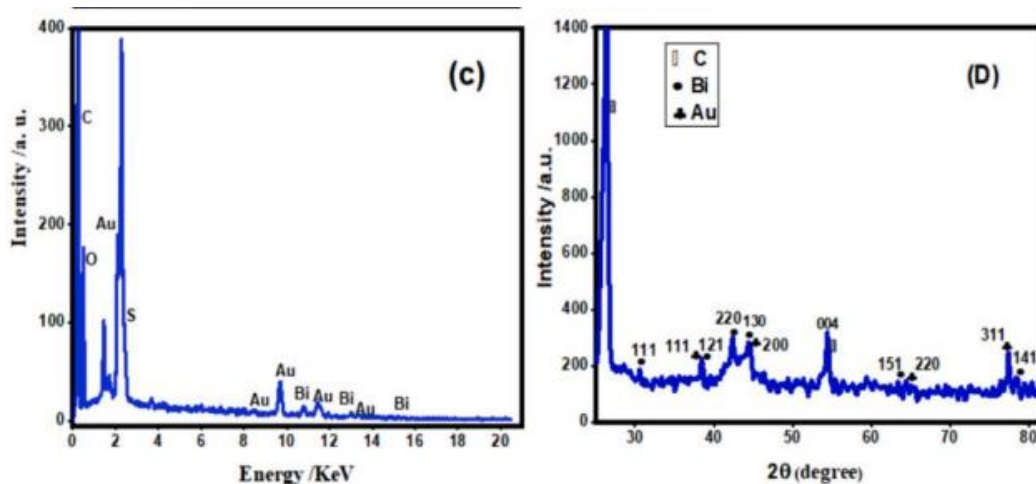 400
300
200
100
0
Intensity /a. u.
(c)
C
O
Au
S
Au
Au
Bi
Au
Bi
Au
Bi
0 2 4 6 8 10 12 14 16 18 20
Energy /KeV
1400
1200
1000
800
600
400
200
0
Intensity /a.u.
(D)
▯ C
● Bi
♣ Au
111
111
121
220
130
200
004
151
220
311
141
30 40 50 60 70 80
2θ (degree)